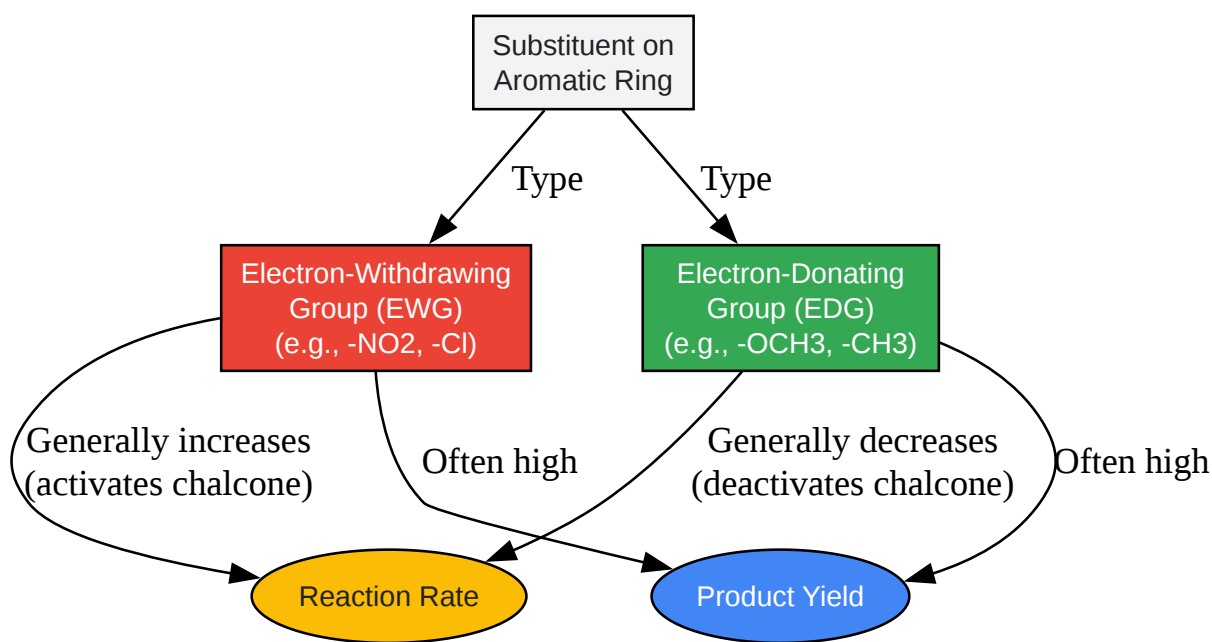 Substituent on
Aromatic Ring
Type
Type
Electron-Withdrawing
Group (EWG)
(e.g., -NO2, -Cl)
Electron-Donating
Group (EDG)
(e.g., -OCH3, -CH3)
Generally increases
(activates chalcone)
Often high
Generally decreases
(deactivates chalcone)
Often high
Reaction Rate
Product Yield